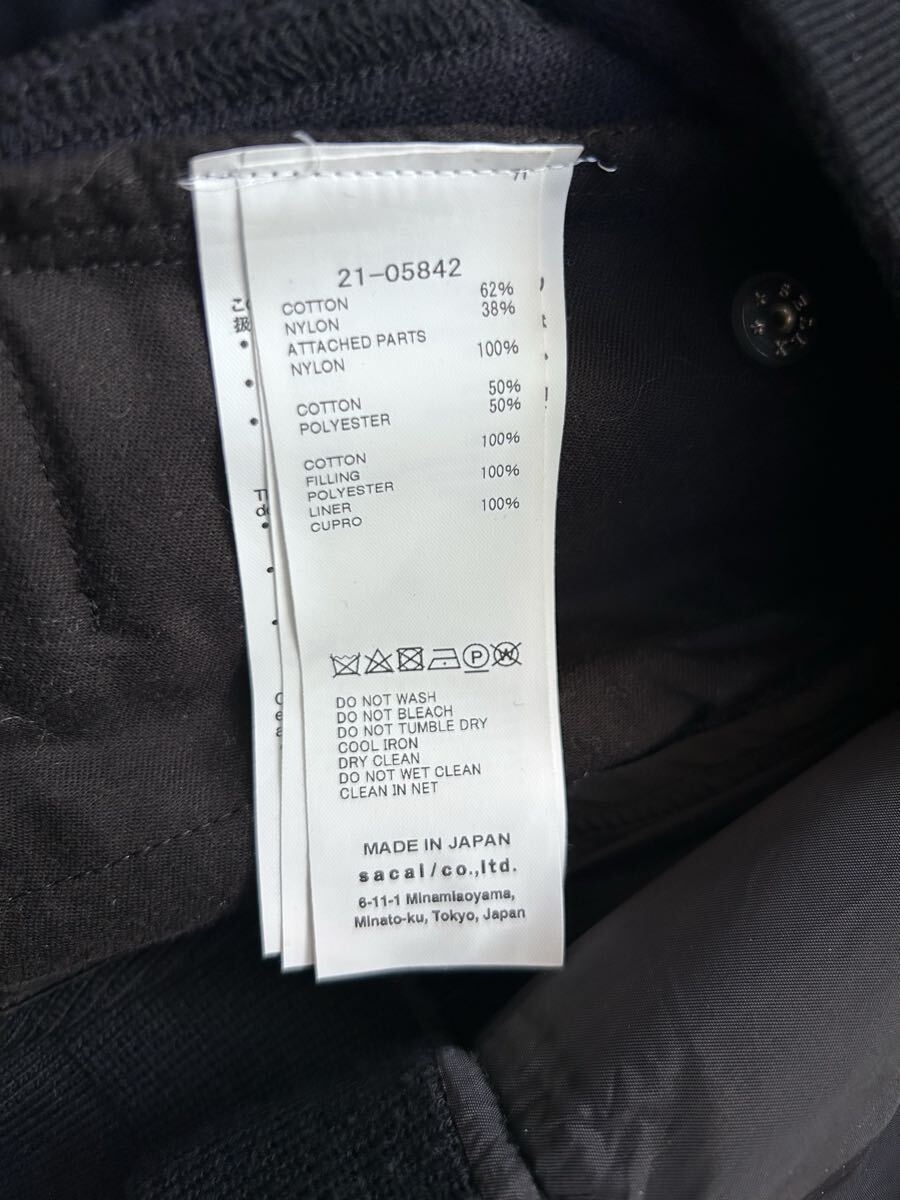 21-05842
COTTON 62%
NYLON 38%
ATTACHED PARTS
NYLON 100%
COTTON 50%
POLYESTER 50%
COTTON 100%
FILLING
POLYESTER 100%
LINER
CUPRO 100%
P W
DO NOT WASH
DO NOT BLEACH
DO NOT TUMBLE DRY
COOL IRON
DRY CLEAN
DO NOT WET CLEAN
CLEAN IN NET
MADE IN JAPAN
sacai/co.,ltd.
6-11-1 Minamiaoyama,
Minato-ku, Tokyo, Japan